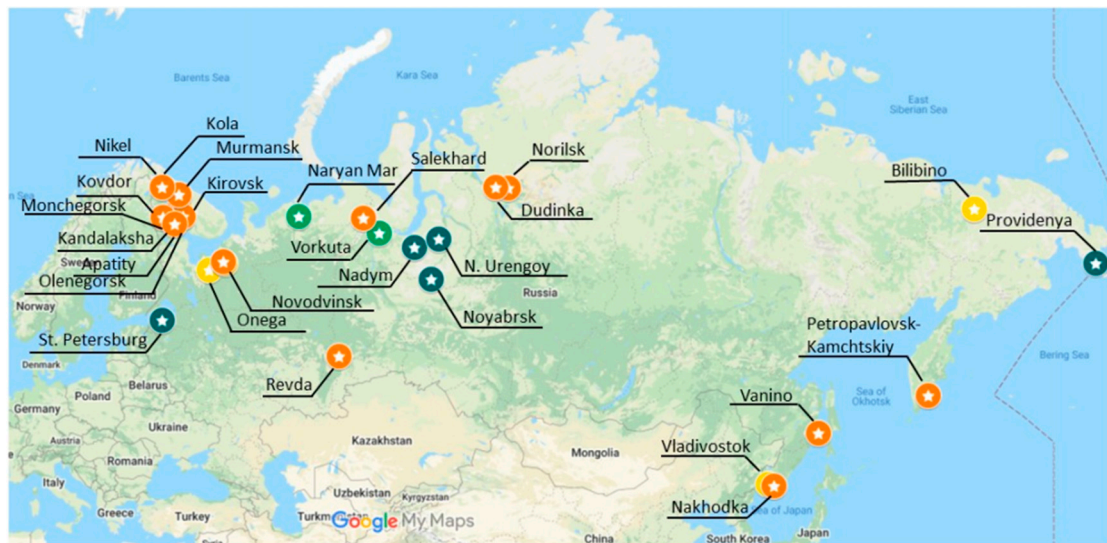 Barents Sea
Kara Sea
East
Siberian Sea
Kola
Nikel
Murmansk
Naryan Mar
Salekhard
Norilsk
Bilibino
Kovdor
Kirovsk
Monchegorsk
Dudinka
Providenya
Kandalaksha
Vorkuta
Apatity
N. Urengoy
Nadym
Olenegorsk
Finland
Norway
Novodvinsk
Russia
Onega
Noyabrsk
St. Petersburg
Petropavlovsk-
Kamchtskiy
Bering Sea
Denmark
Revda
Belarus
Poland
Germany
Sea of
Okhotsk
Vanino
Ukraine
Austria
Kazakhstan
Mongolia
Vladivostok
Romania
Italy
Uzbekistan
Kyrgyzstan
Nakhodka
Greece
Turkey
Google My Maps
Sea of Japan
China
South Korea
Japan